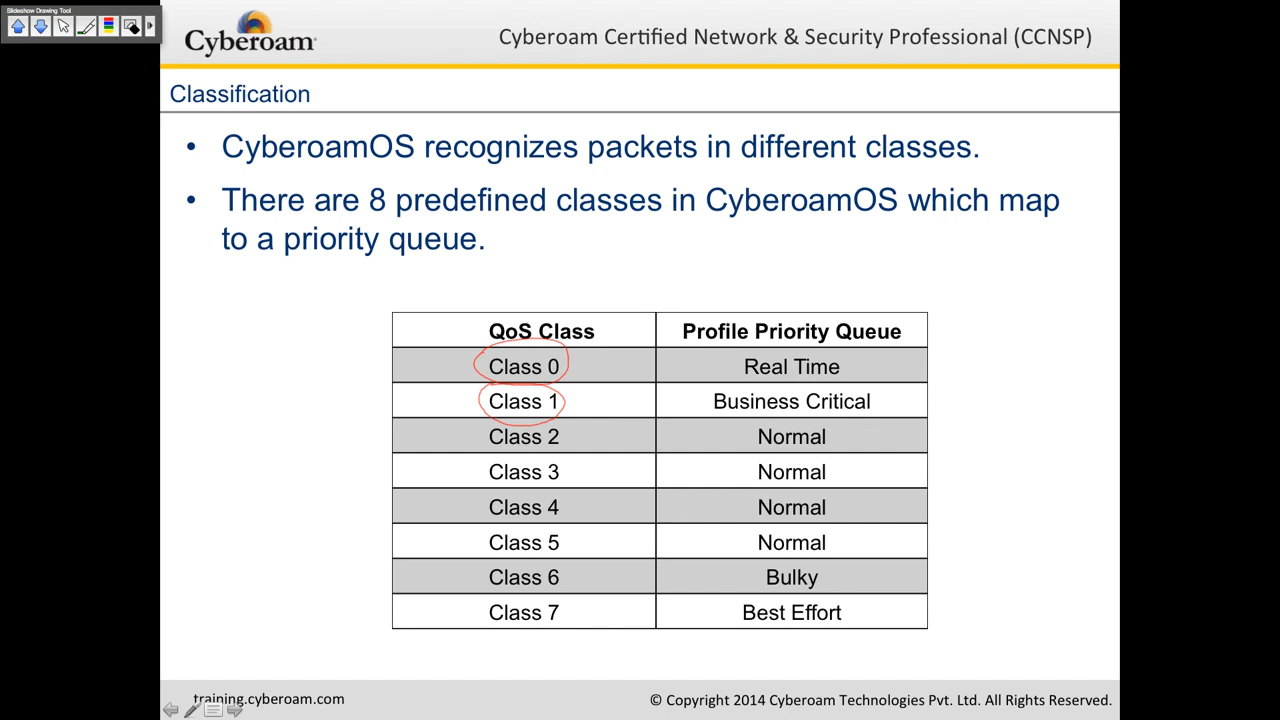 Slideshow Drawing Tool
Cyberoam
Cyberoam Certified Network & Security Professional (CCNSP)
Classification
• CyberoamOS recognizes packets in different classes.
• There are 8 predefined classes in CyberoamOS which map
to a priority queue.
QoS Class Profile Priority Queue
Class 0 Real Time
Class 1 Business Critical
Class 2 Normal
Class 3 Normal
Class 4 Normal
Class 5 Normal
Class 6 Bulky
Class 7 Best Effort
training.cyberoam.com
© Copyright 2014 Cyberoam Technologies Pvt. Ltd. All Rights Reserved.